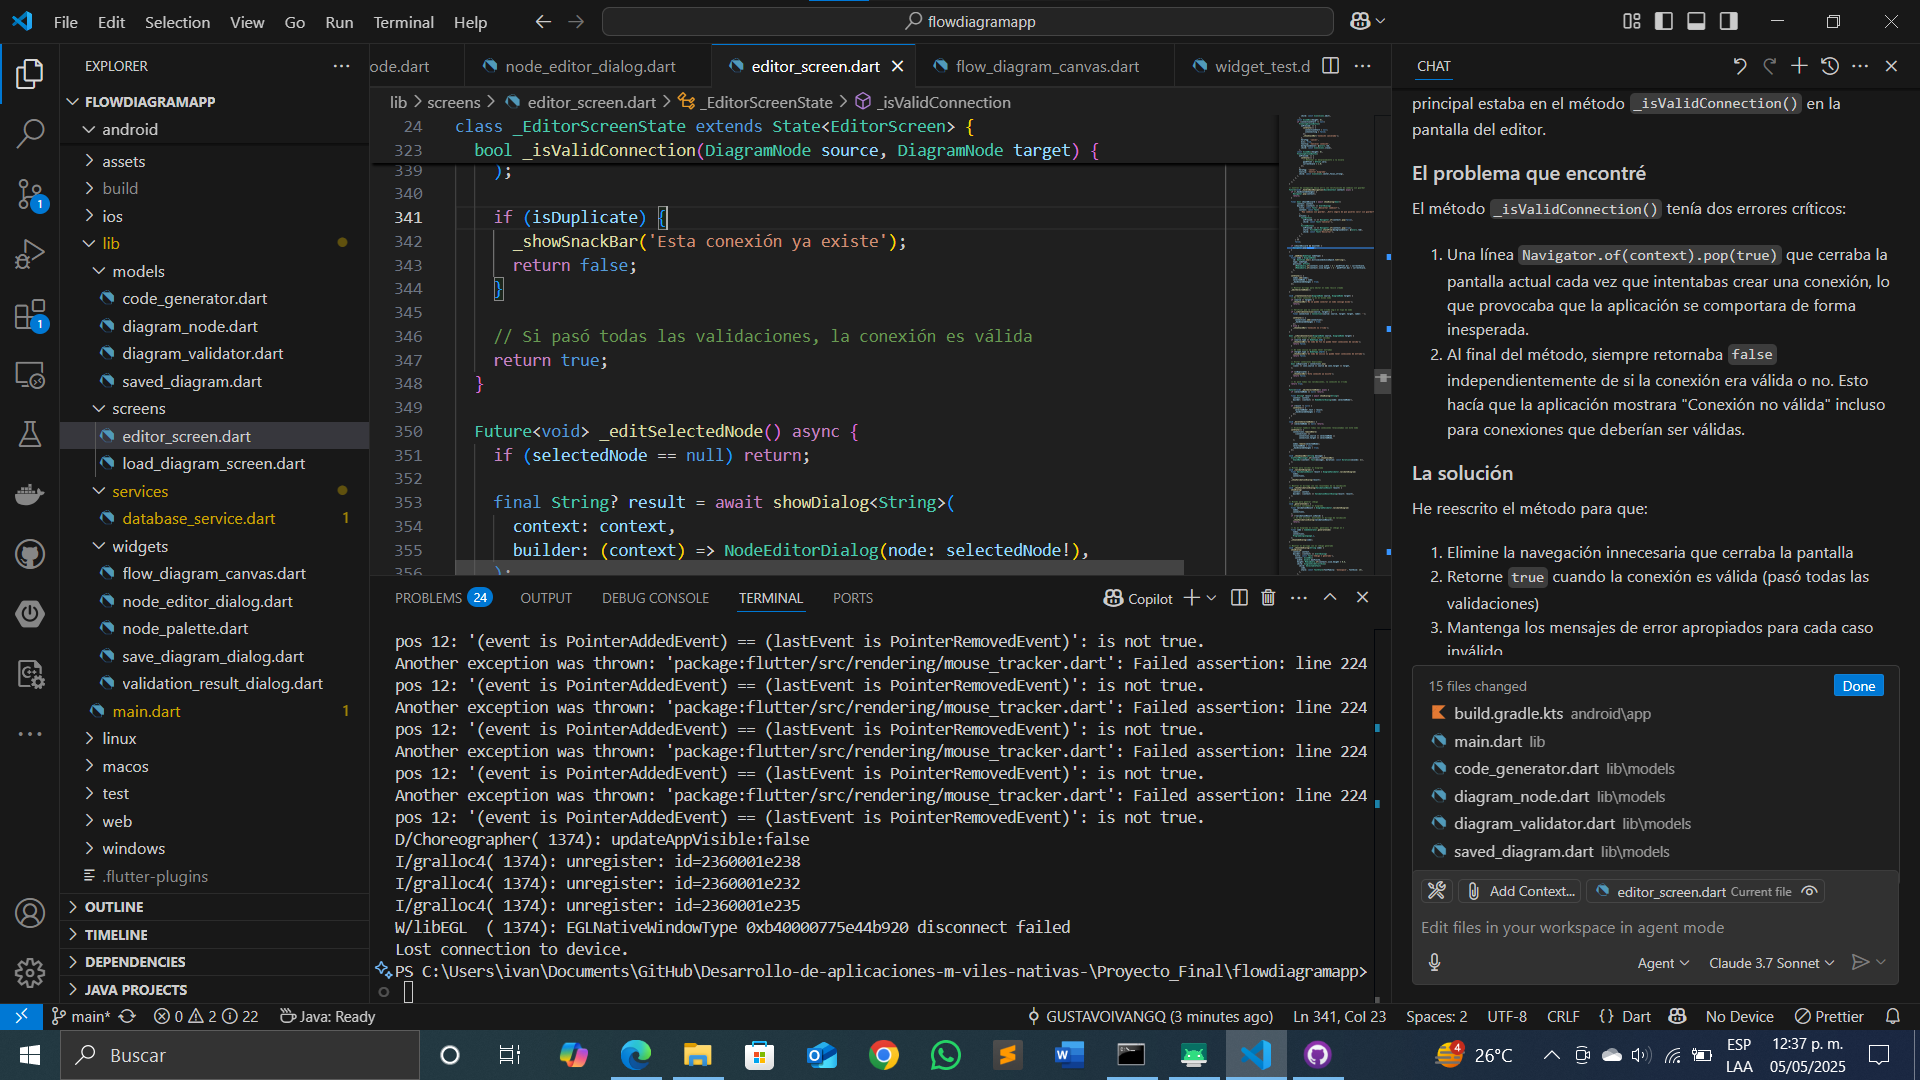 File Edit Selection View Go Run Terminal Help
flowdiagramapp
EXPLORER
FLOWDIAGRAMAPP
android
assets
build
ios
lib
models
code_generator.dart
diagram_node.dart
diagram_validator.dart
saved_diagram.dart
screens
editor_screen.dart
load_diagram_screen.dart
services
database_service.dart 1
widgets
flow_diagram_canvas.dart
node_editor_dialog.dart
node_palette.dart
save_diagram_dialog.dart
validation_result_dialog.dart
main.dart 1
linux
macos
test
web
windows
.flutter-plugins
OUTLINE
TIMELINE
DEPENDENCIES
JAVA PROJECTS
1
1
ode.dart node_editor_dialog.dart editor_screen.dart flow_diagram_canvas.dart widget_test.d
lib > screens > editor_screen.dart > _EditorScreenState > _isValidConnection
24 class _EditorScreenState extends State<EditorScreen> {
323 bool _isValidConnection(DiagramNode source, DiagramNode target) {
339 );
340
341 if (isDuplicate) {
342 _showSnackBar('Esta conexión ya existe');
343 return false;
344 }
345
346 // Si pasó todas las validaciones, la conexión es válida
347 return true;
348 }
349
350 Future<void> _editSelectedNode() async {
351 if (selectedNode == null) return;
352
353 final String? result = await showDialog<String>(
354 context: context,
355 builder: (context) => NodeEditorDialog(node: selectedNode!),
356 );
PROBLEMS 24 OUTPUT DEBUG CONSOLE TERMINAL PORTS
Copilot
pos 12: '(event is PointerAddedEvent) == (lastEvent is PointerRemovedEvent)': is not true.
Another exception was thrown: 'package:flutter/src/rendering/mouse_tracker.dart': Failed assertion: line 224
pos 12: '(event is PointerAddedEvent) == (lastEvent is PointerRemovedEvent)': is not true.
Another exception was thrown: 'package:flutter/src/rendering/mouse_tracker.dart': Failed assertion: line 224
pos 12: '(event is PointerAddedEvent) == (lastEvent is PointerRemovedEvent)': is not true.
Another exception was thrown: 'package:flutter/src/rendering/mouse_tracker.dart': Failed assertion: line 224
pos 12: '(event is PointerAddedEvent) == (lastEvent is PointerRemovedEvent)': is not true.
Another exception was thrown: 'package:flutter/src/rendering/mouse_tracker.dart': Failed assertion: line 224
pos 12: '(event is PointerAddedEvent) == (lastEvent is PointerRemovedEvent)': is not true.
D/Choreographer( 1374): updateAppVisible:false
I/gralloc4( 1374): unregister: id=2360001e238
I/gralloc4( 1374): unregister: id=2360001e232
I/gralloc4( 1374): unregister: id=2360001e235
W/libEGL  ( 1374): EGLNativeWindowType 0xb40000775e44b920 disconnect failed
Lost connection to device.
PS C:\Users\ivan\Documents\GitHub\Desarrollo-de-aplicaciones-m-viles-nativas-\Proyecto_Final\flowdiagramapp>
CHAT
principal estaba en el método _isValidConnection() en la
pantalla del editor.
El problema que encontré
El método _isValidConnection() tenía dos errores críticos:
1. Una línea Navigator.of(context).pop(true) que cerraba la
pantalla actual cada vez que intentabas crear una conexión, lo
que provocaba que la aplicación se comportara de forma
inesperada.
2. Al final del método, siempre retornaba false
independientemente de si la conexión era válida o no. Esto
hacía que la aplicación mostrara "Conexión no válida" incluso
para conexiones que deberían ser válidas.
La solución
He reescrito el método para que:
1. Elimine la navegación innecesaria que cerraba la pantalla
2. Retorne true cuando la conexión es válida (pasó todas las
validaciones)
3. Mantenga los mensajes de error apropiados para cada caso
inválido
15 files changed Done
build.gradle.kts android\app
main.dart lib
code_generator.dart lib\models
diagram_node.dart lib\models
diagram_validator.dart lib\models
saved_diagram.dart lib\models
Add Context... editor_screen.dart Current file
Edit files in your workspace in agent mode
Agent Claude 3.7 Sonnet
main* 0 2 22 Java: Ready GUSTAVOIVANGQ (3 minutes ago) Ln 341, Col 23 Spaces: 2 UTF-8 CRLF {} Dart No Device Prettier
Buscar 4 26°C ESP LAA 12:37 p. m. 05/05/2025